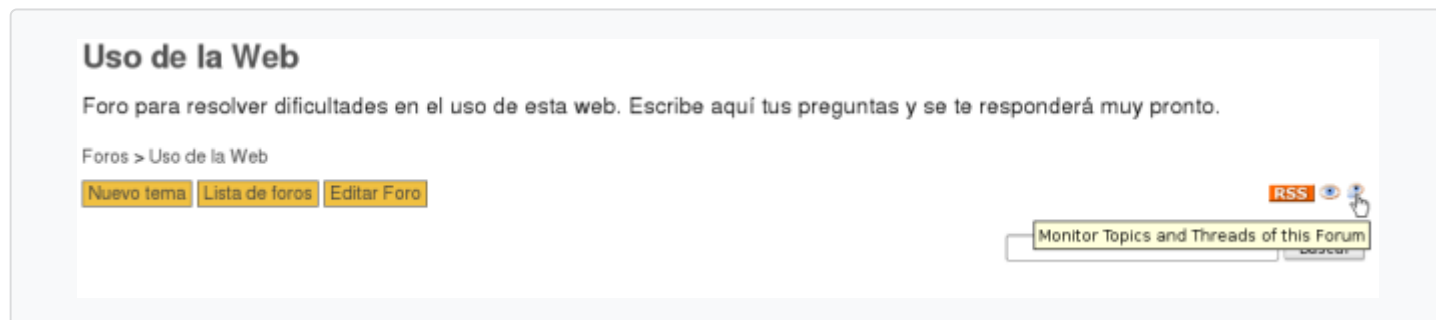 Uso de la Web
Foro para resolver dificultades en el uso de esta web. Escribe aquí tus preguntas y se te responderá muy pronto.
Foros > Uso de la Web
Nuevo tema Lista de foros Editar Foro RSS
Monitor Topics and Threads of this Forum
Buscar